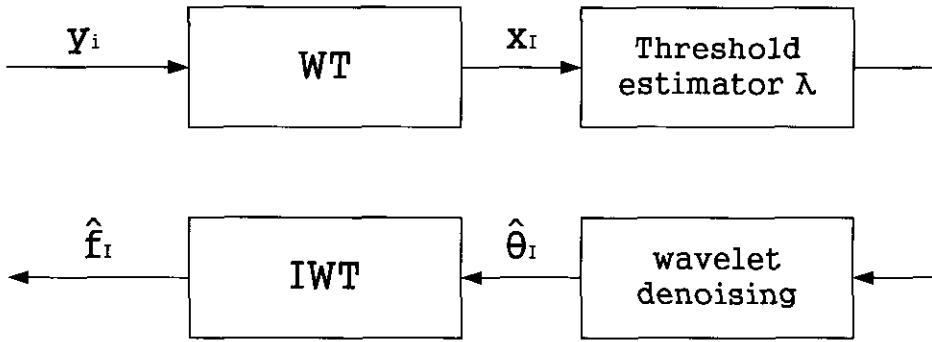 yi
WT
xI
Threshold
estimator λ
f̂I
IWT
θ̂I
wavelet
denoising